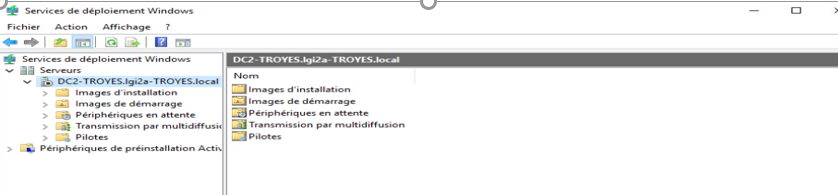 Services de déploiement Windows
Fichier Action Affichage ?
Services de déploiement Windows
Serveurs
DC2-TROYES.lgi2a-TROYES.local
Images d'installation
Images de démarrage
Périphériques en attente
Transmission par multidiffusic
Pilotes
Périphériques de préinstallation Activ
DC2-TROYES.lgi2a-TROYES.local
Nom
Images d'installation
Images de démarrage
Périphériques en attente
Transmission par multidiffusion
Pilotes